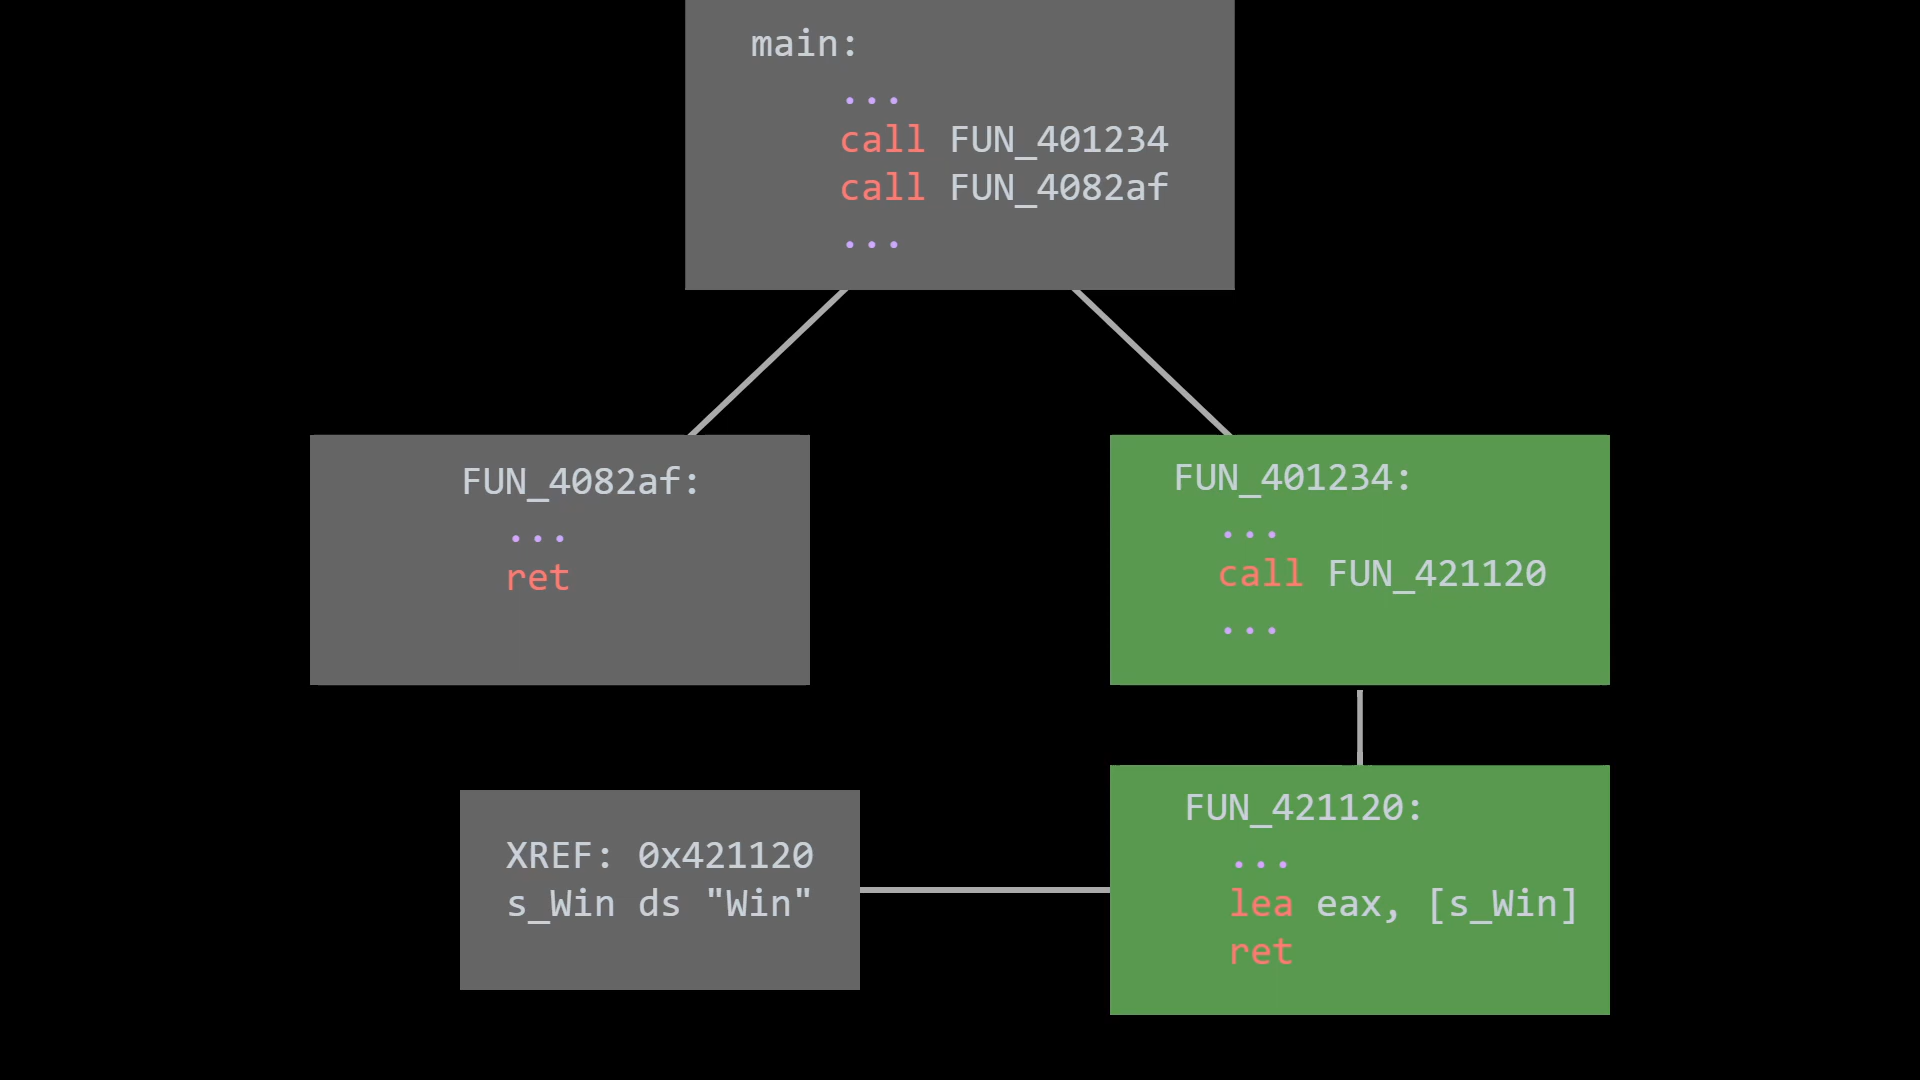 main:
...
call FUN_401234
call FUN_4082af
...
FUN_4082af:
...
ret
FUN_401234:
...
call FUN_421120
...
XREF: 0x421120
s_Win ds "Win"
FUN_421120:
...
lea eax, [s_Win]
ret